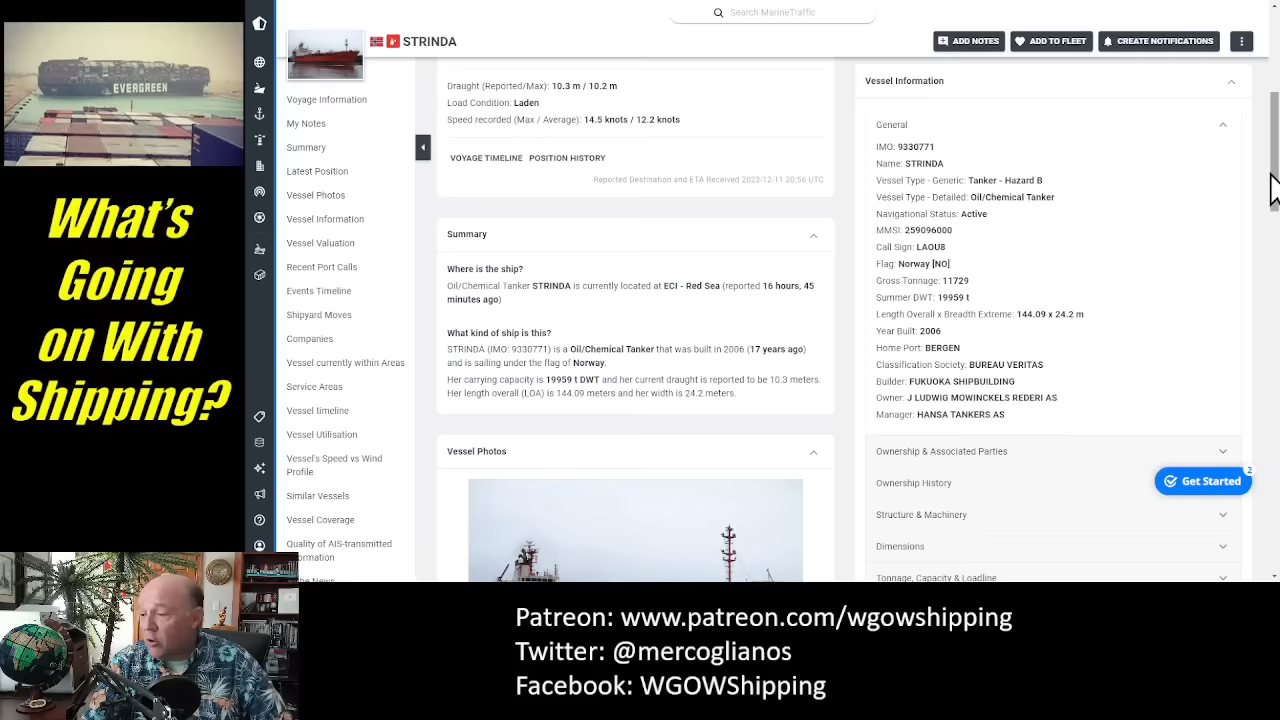 EVERGREEN
What's
Going
on With
Shipping?
Search MarineTraffic
STRINDA
ADD NOTES
ADD TO FLEET
CREATE NOTIFICATIONS
Voyage Information
My Notes
Summary
Latest Position
Vessel Photos
Vessel Information
Vessel Valuation
Recent Port Calls
Events Timeline
Shipyard Moves
Companies
Vessel currently within Areas
Service Areas
Vessel timeline
Vessel Utilisation
Vessel's Speed vs Wind
Profile
Similar Vessels
Vessel Coverage
Quality of AIS-transmitted
Information
Draught (Reported/Max): 10.3 m / 10.2 m
Load Condition: Laden
Speed recorded (Max / Average): 14.5 knots / 12.2 knots
VOYAGE TIMELINE POSITION HISTORY
Reported Destination and ETA Received 2023-12-11 20:56 UTC
Summary
Where is the ship?
Oil/Chemical Tanker STRINDA is currently located at ECI - Red Sea (reported 16 hours, 45
minutes ago)
What kind of ship is this?
STRINDA (IMO: 9330771) is a Oil/Chemical Tanker that was built in 2006 (17 years ago)
and is sailing under the flag of Norway.
Her carrying capacity is 19959 t DWT and her current draught is reported to be 10.3 meters.
Her length overall (LOA) is 144.09 meters and her width is 24.2 meters.
Vessel Photos
Vessel Information
General
IMO: 9330771
Name: STRINDA
Vessel Type - Generic: Tanker - Hazard B
Vessel Type - Detailed: Oil/Chemical Tanker
Navigational Status: Active
MMSI: 259096000
Call Sign: LAOU8
Flag: Norway [NO]
Gross Tonnage: 11729
Summer DWT: 19959 t
Length Overall x Breadth Extreme: 144.09 x 24.2 m
Year Built: 2006
Home Port: BERGEN
Classification Society: BUREAU VERITAS
Builder: FUKUOKA SHIPBUILDING
Owner: J LUDWIG MOWINCKELS REDERI AS
Manager: HANSA TANKERS AS
Ownership & Associated Parties
Ownership History
Structure & Machinery
Dimensions
Tonnage, Capacity & Loadline
Get Started
2
Patreon: www.patreon.com/wgowshipping
Twitter: @mercoglianos
Facebook: WGOWShipping